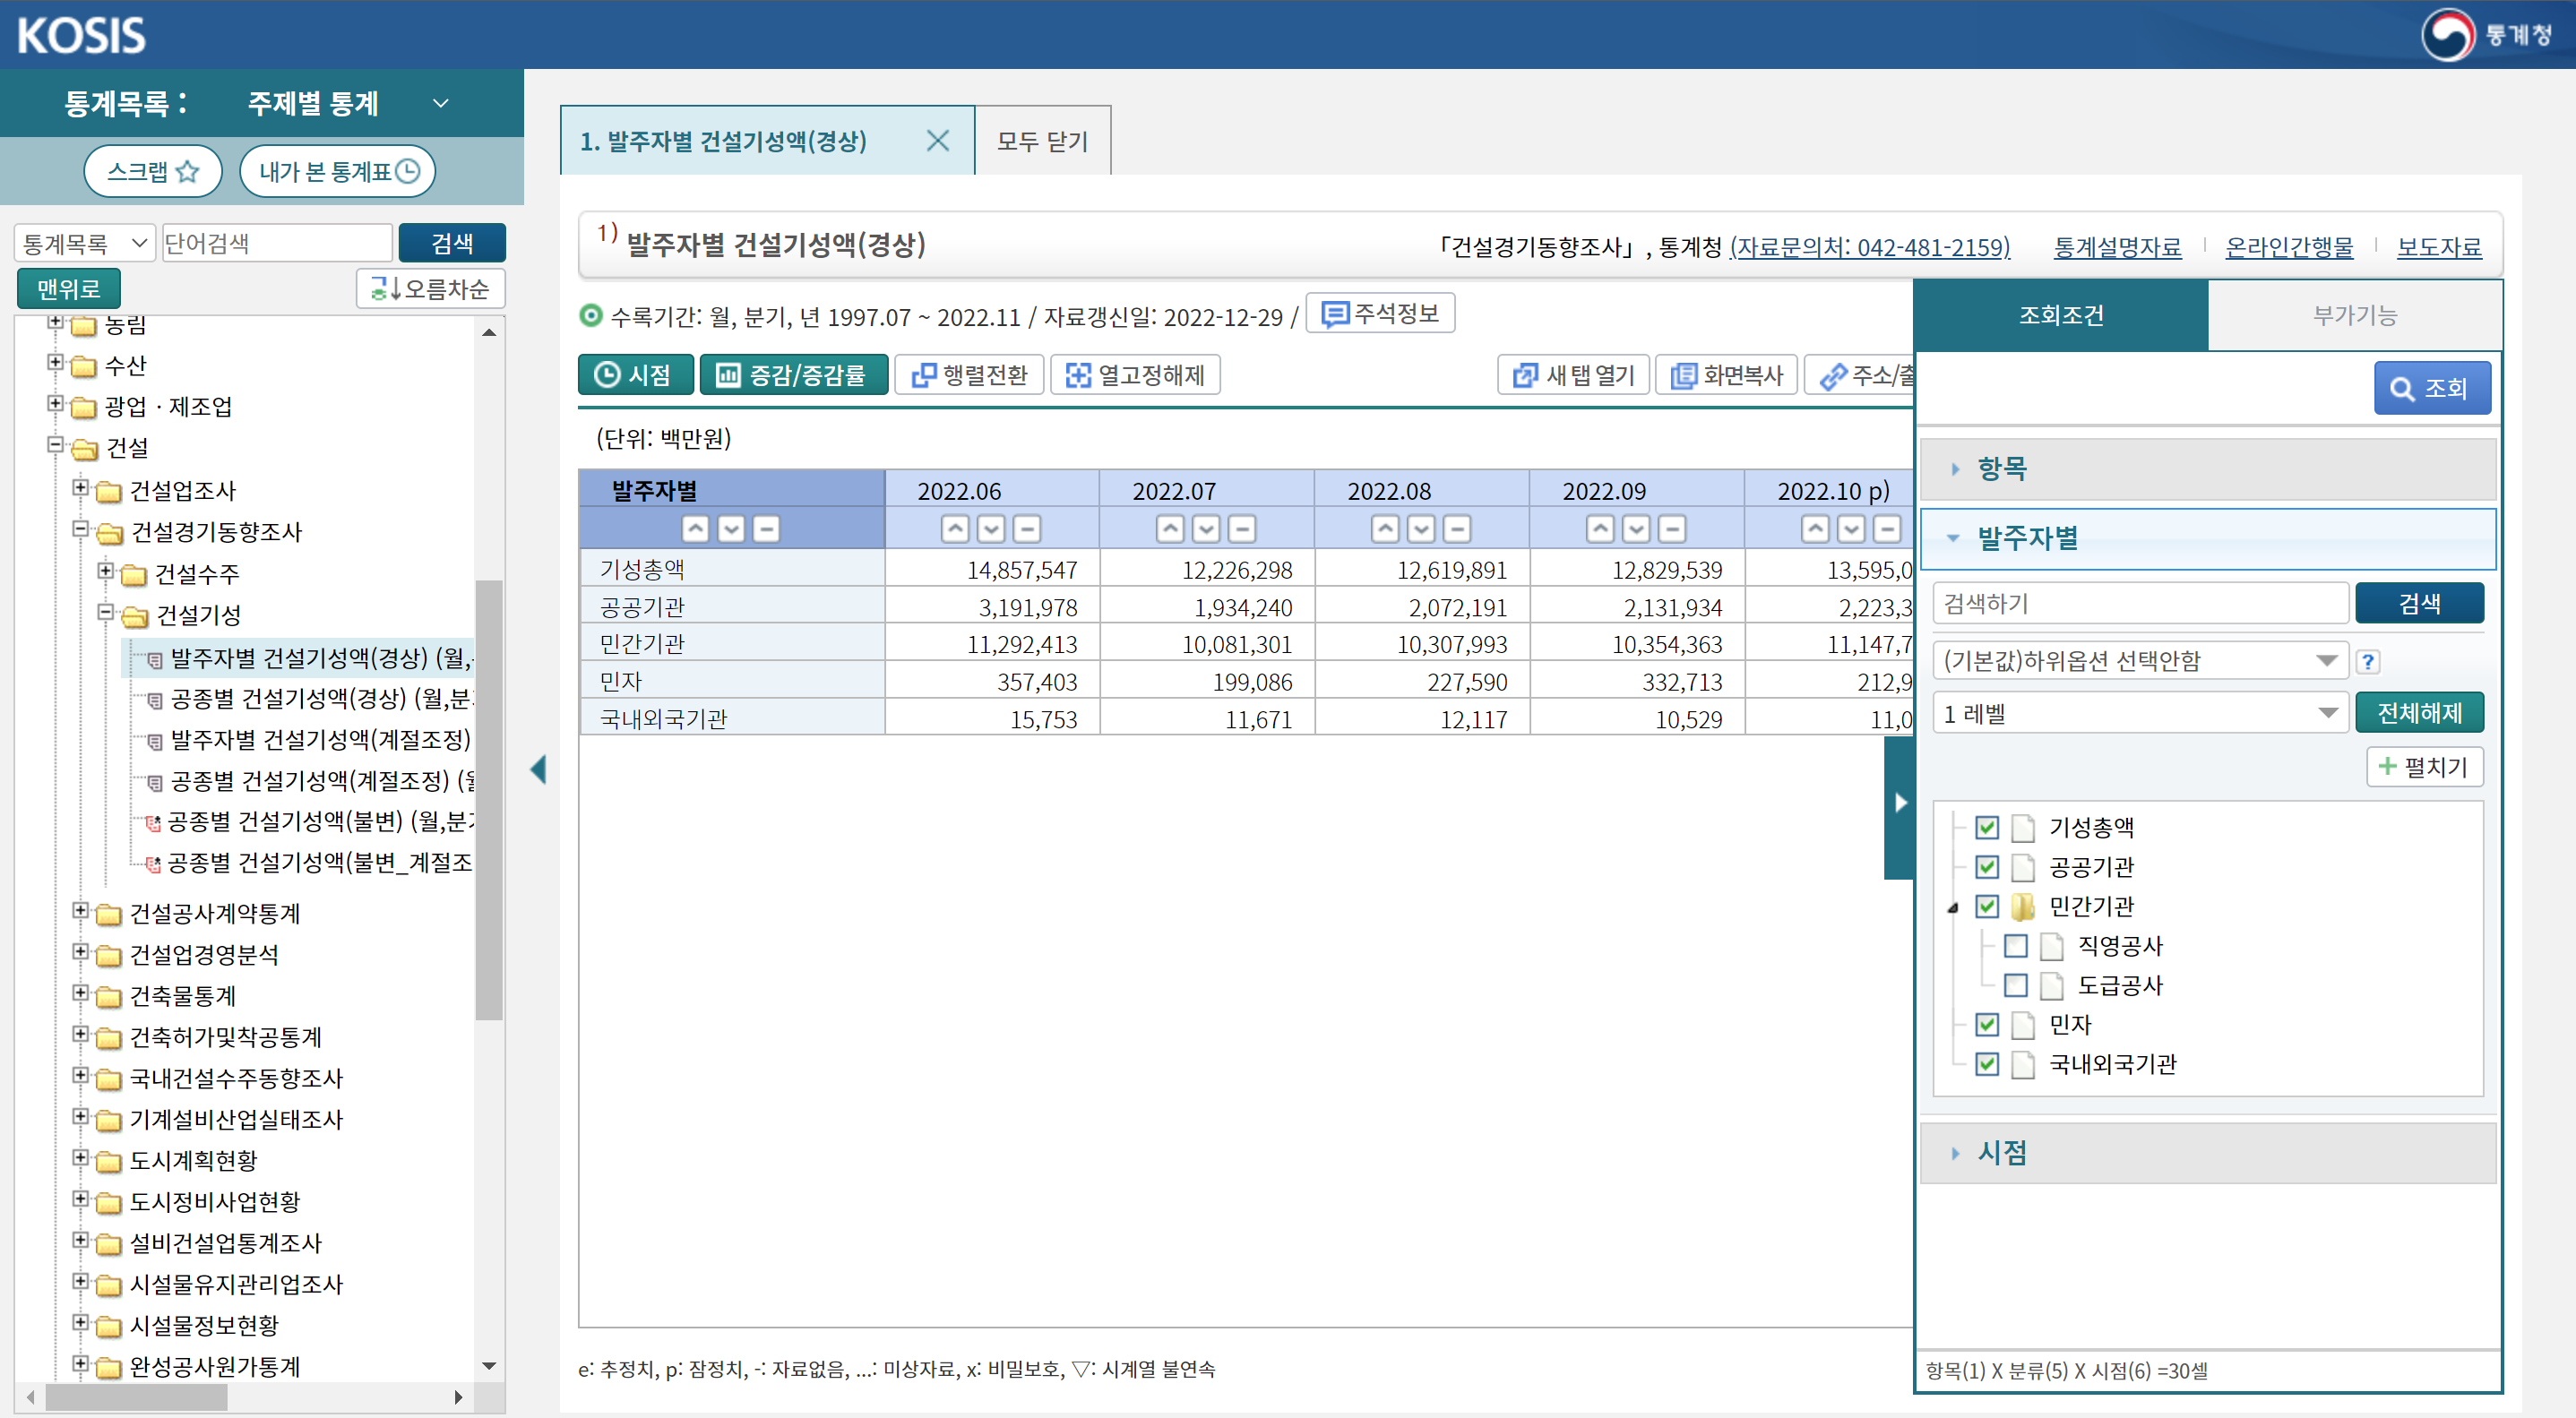 KOSIS
통계청
통계목록 : 주제별 통계
스크랩
내가 본 통계표
통계목록
단어검색
검색
맨위로
오름차순
농림
수산
광업ㆍ제조업
건설
건설업조사
건설경기동향조사
건설수주
건설기성
발주자별 건설기성액(경상) (월,
공종별 건설기성액(경상) (월,분
발주자별 건설기성액(계절조정)
공종별 건설기성액(계절조정) (
공종별 건설기성액(불변) (월,분
공종별 건설기성액(불변_계절조
건설공사계약통계
건설업경영분석
건축물통계
건축허가및착공통계
국내건설수주동향조사
기계설비산업실태조사
도시계획현황
도시정비사업현황
설비건설업통계조사
시설물유지관리업조사
시설물정보현황
완성공사원가통계
1. 발주자별 건설기성액(경상)
모두 닫기
1) 발주자별 건설기성액(경상)
「건설경기동향조사」, 통계청 (자료문의처: 042-481-2159)
통계설명자료
온라인간행물
보도자료
수록기간: 월, 분기, 년 1997.07 ~ 2022.11 / 자료갱신일: 2022-12-29 / 주석정보
시점
증감/증감률
행렬전환
열고정해제
새 탭 열기
화면복사
주소/출
(단위: 백만원)
발주자별 2022.06 2022.07 2022.08 2022.09 2022.10 p)
기성총액 14,857,547 12,226,298 12,619,891 12,829,539 13,595,0
공공기관 3,191,978 1,934,240 2,072,191 2,131,934 2,223,3
민간기관 11,292,413 10,081,301 10,307,993 10,354,363 11,147,7
민자 357,403 199,086 227,590 332,713 212,9
국내외국기관 15,753 11,671 12,117 10,529 11,0
e: 추정치, p: 잠정치, -: 자료없음, ...: 미상자료, x: 비밀보호, ▽: 시계열 불연속
조회조건
부가기능
조회
항목
발주자별
검색하기
검색
(기본값)하위옵션 선택안함
?
1 레벨
전체해제
펼치기
기성총액
공공기관
민간기관
직영공사
도급공사
민자
국내외국기관
시점
항목(1) X 분류(5) X 시점(6) =30셀